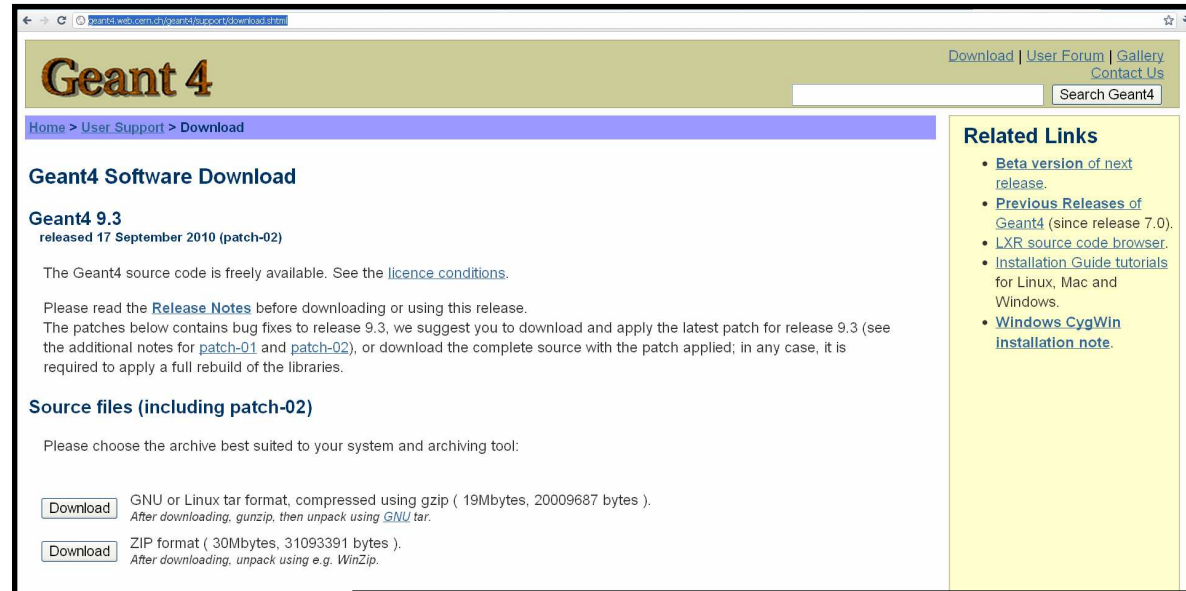 geant4.web.cern.ch/geant4/support/download.shtml
Geant 4
Download | User Forum | Gallery
Contact Us
Search Geant4
Home > User Support > Download
Geant4 Software Download
Geant4 9.3
released 17 September 2010 (patch-02)
The Geant4 source code is freely available. See the licence conditions.
Please read the Release Notes before downloading or using this release.
The patches below contains bug fixes to release 9.3, we suggest you to download and apply the latest patch for release 9.3 (see
the additional notes for patch-01 and patch-02), or download the complete source with the patch applied; in any case, it is
required to apply a full rebuild of the libraries.
Source files (including patch-02)
Please choose the archive best suited to your system and archiving tool:
Download
GNU or Linux tar format, compressed using gzip ( 19Mbytes, 20009687 bytes ).
After downloading, gunzip, then unpack using GNU tar.
Download
ZIP format ( 30Mbytes, 31093391 bytes ).
After downloading, unpack using e.g. WinZip.
Related Links
• Beta version of next
release.
• Previous Releases of
Geant4 (since release 7.0).
• LXR source code browser.
• Installation Guide tutorials
for Linux, Mac and
Windows.
• Windows CygWin
installation note.